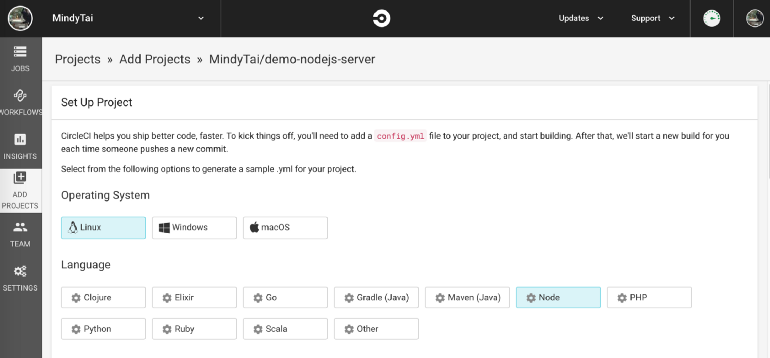 MindyTai
Updates
Support
JOBS
WORKFLOWS
INSIGHTS
ADD
PROJECTS
TEAM
SETTINGS
Projects » Add Projects » MindyTai/demo-nodejs-server
Set Up Project
CircleCI helps you ship better code, faster. To kick things off, you'll need to add a config.yml file to your project, and start building. After that, we'll start a new build for you
each time someone pushes a new commit.
Select from the following options to generate a sample .yml for your project.
Operating System
Linux
Windows
macOS
Language
Clojure
Elixir
Go
Gradle (Java)
Maven (Java)
Node
PHP
Python
Ruby
Scala
Other